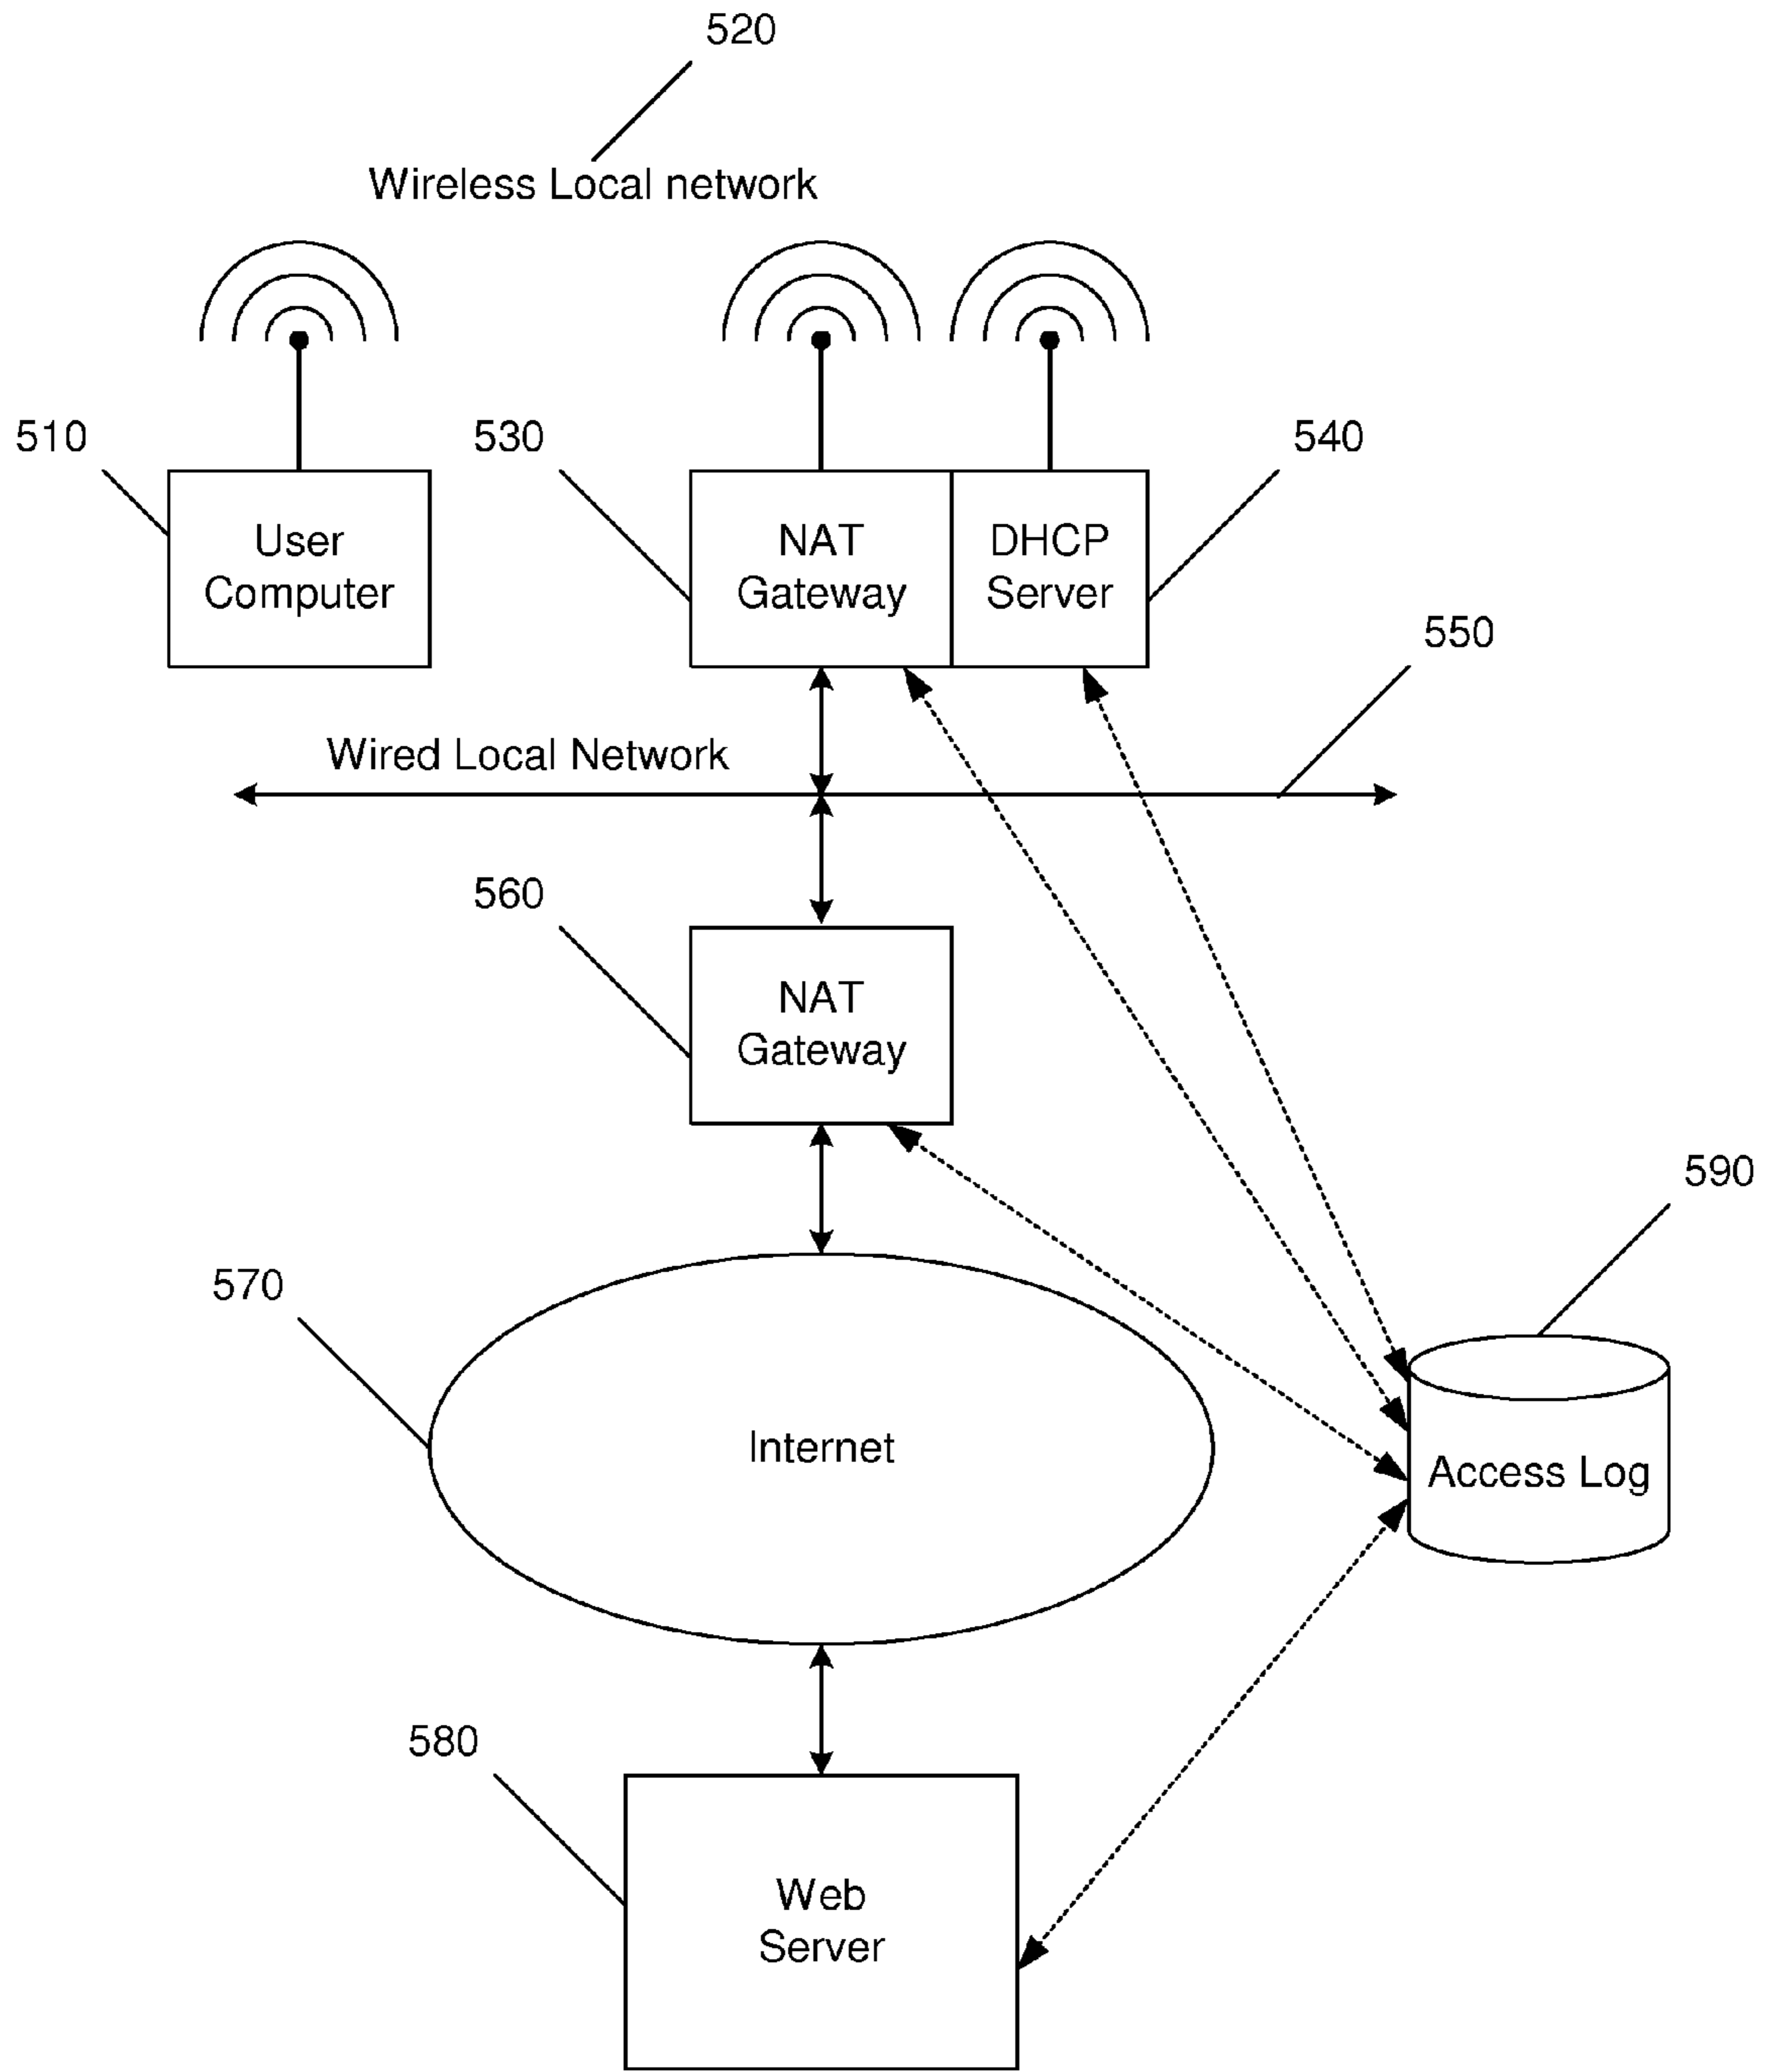 520
Wireless Local network
510
530
540
User
Computer
NAT
Gateway
DHCP
Server
550
Wired Local Network
560
NAT
Gateway
590
570
Internet
Access Log
580
Web
Server